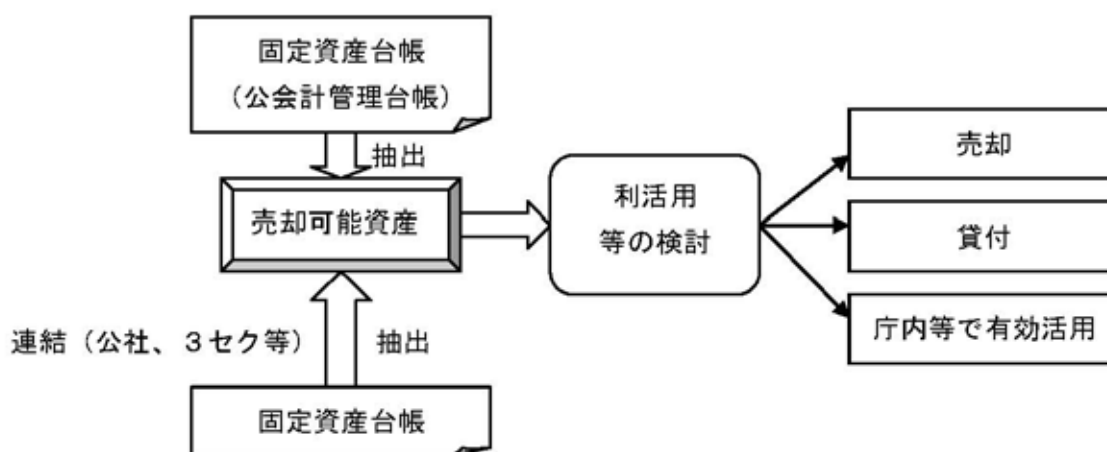 固定資産台帳
(公会計管理台帳)
抽出
売却可能資産
利活用
等の検討
売却
貸付
庁内等で有効活用
連結（公社、３セク等）
抽出
固定資産台帳